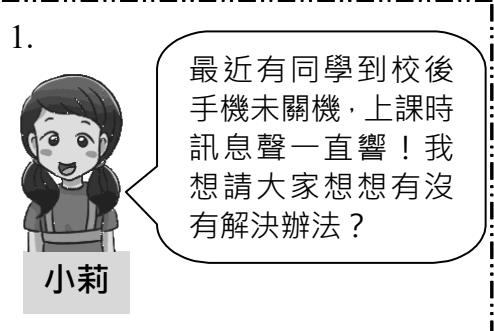 1.
最近有同學到校後
手機未關機，上課時
訊息聲一直響！我
想請大家想想有沒
有解決辦法？
小莉